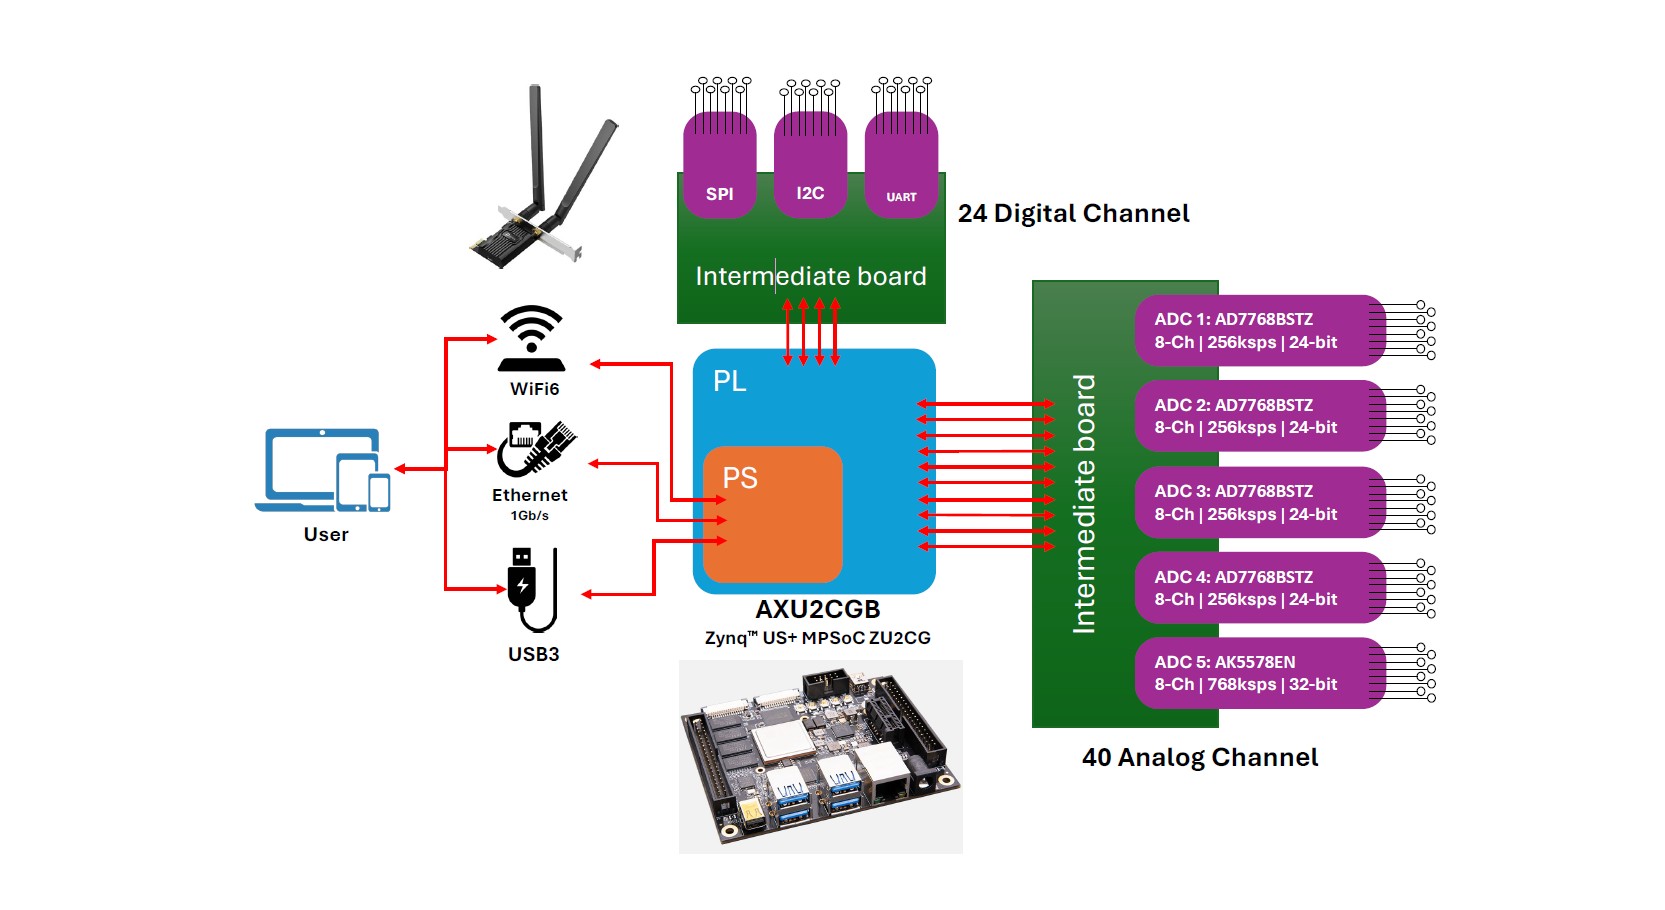 SPI
I2C
UART
24 Digital Channel
Intermediate board
WiFi6
Ethernet
1Gb/s
USB3
User
PL
PS
AXU2CGB
Zynq™ US+ MPSoC ZU2CG
Intermediate board
ADC 1: AD7768BSTZ
8-Ch | 256ksps | 24-bit
ADC 2: AD7768BSTZ
8-Ch | 256ksps | 24-bit
ADC 3: AD7768BSTZ
8-Ch | 256ksps | 24-bit
ADC 4: AD7768BSTZ
8-Ch | 256ksps | 24-bit
ADC 5: AK5578EN
8-Ch | 768ksps | 32-bit
40 Analog Channel